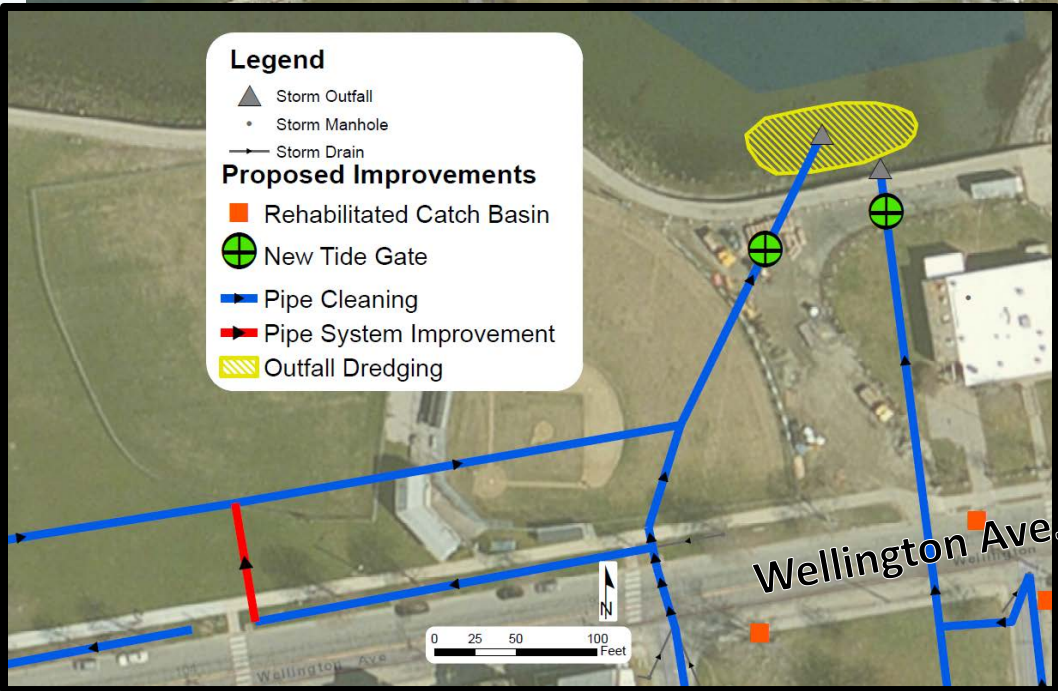 Legend
Storm Outfall
Storm Manhole
Storm Drain
Proposed Improvements
Rehabilitated Catch Basin
New Tide Gate
Pipe Cleaning
Pipe System Improvement
Outfall Dredging
Wellington Ave.
Wellington
N
0 25 50 100
Feet
Wellington Ave